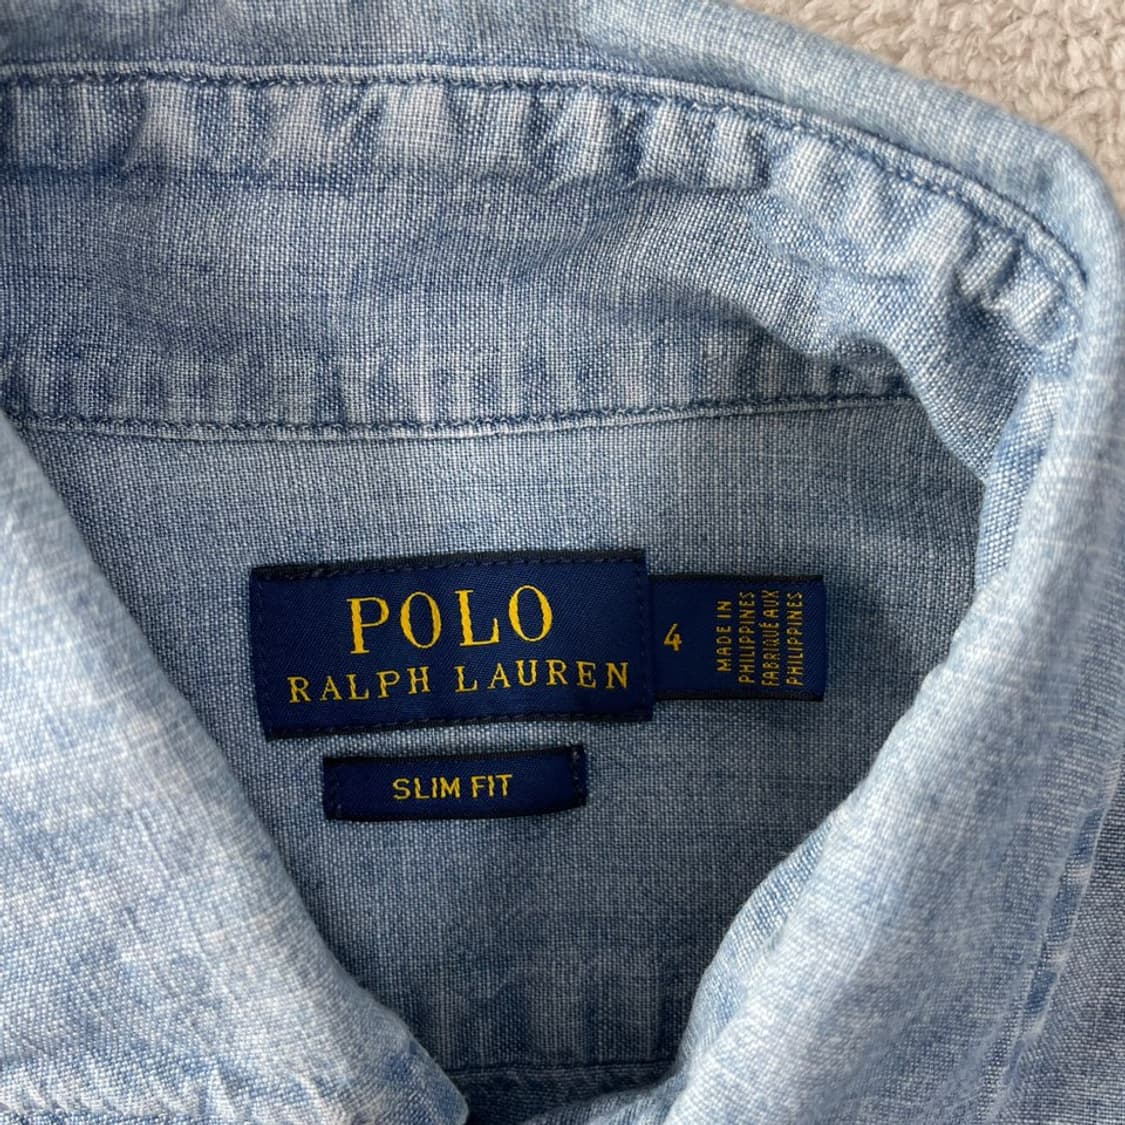 POLO
RALPH LAUREN
4
MADE IN
PHILIPPINES
FABRIQUÉ AUX
PHILIPPINES
SLIM FIT